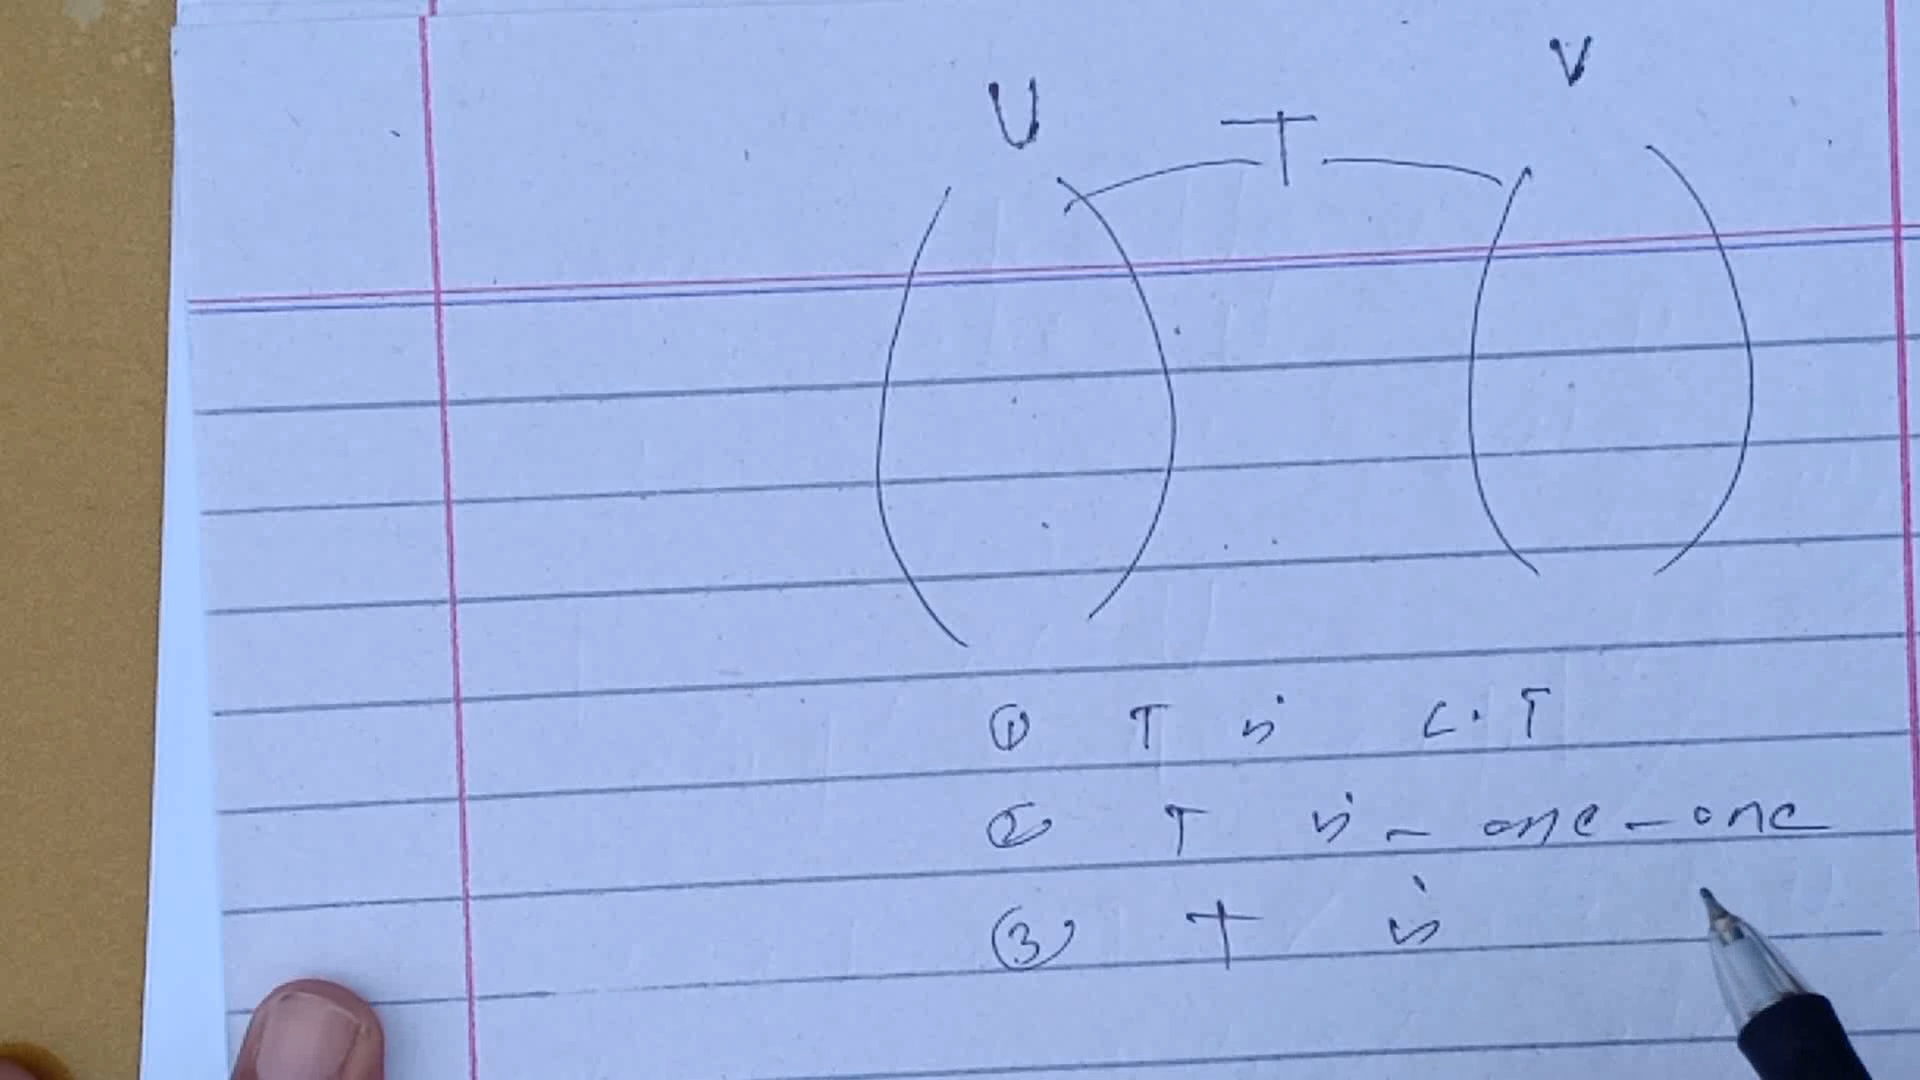 U V
T
① T is L.T
② T is - one-one
③ T is